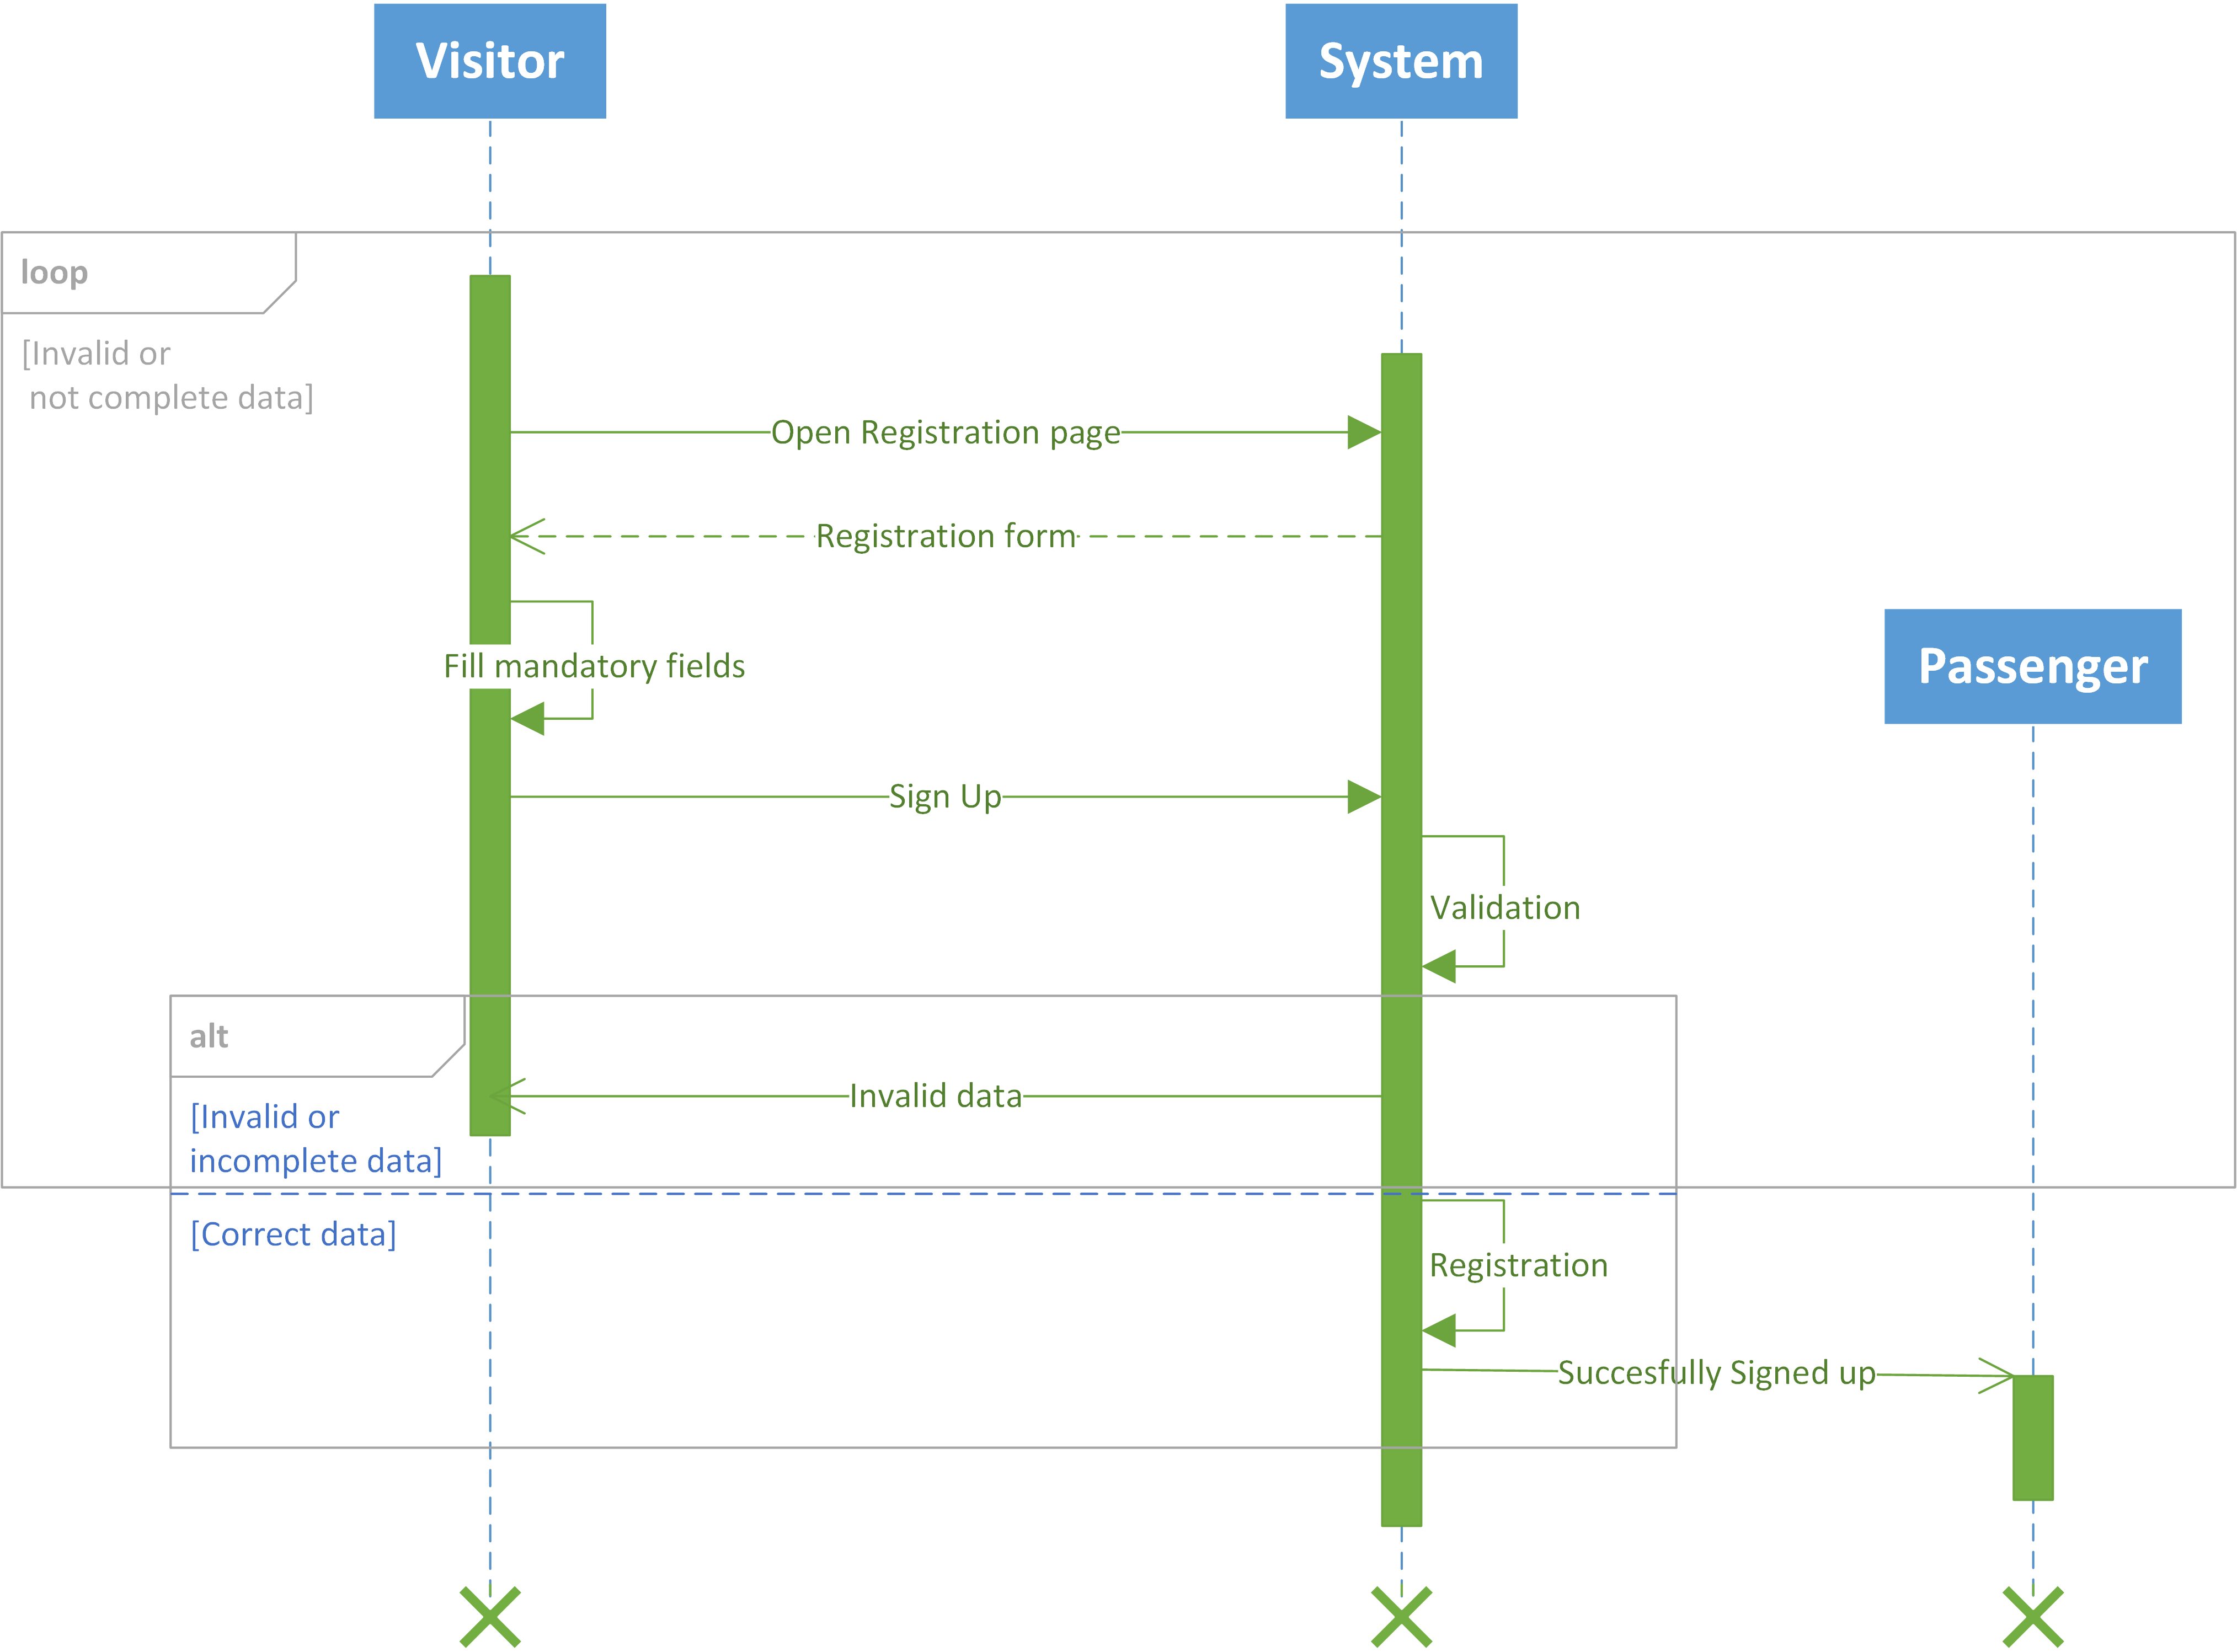 Visitor
System
loop
[Invalid or
not complete data]
Open Registration page
Registration form
Fill mandatory fields
Passenger
Sign Up
Validation
alt
Invalid data
[Invalid or
incomplete data]
[Correct data]
Registration
Succesfully Signed up